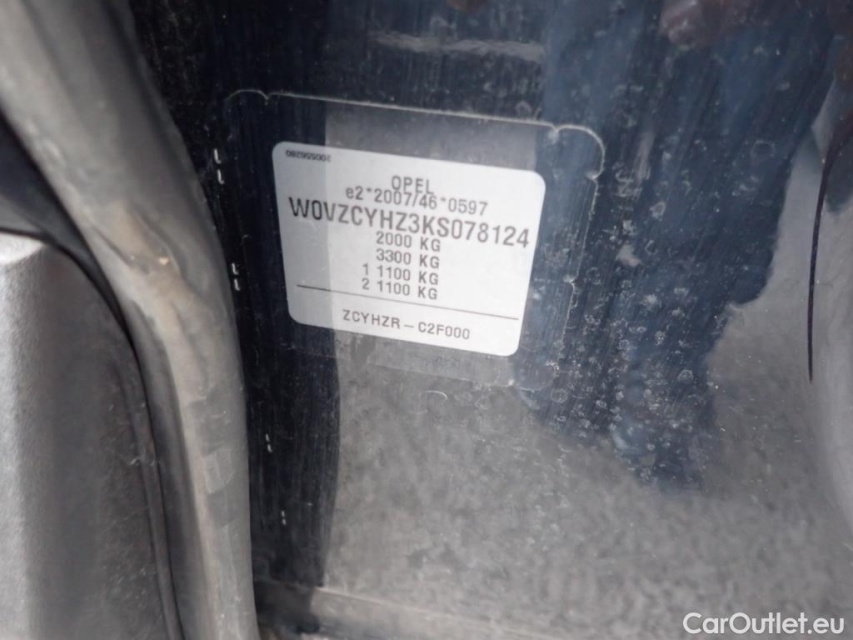 OPEL
e2*2007/46*0597
W0VZCYHZ3KS078124
2000 KG
3300 KG
1 1100 KG
2 1100 KG
ZCYHZR-C2F000
CarOutlet.eu